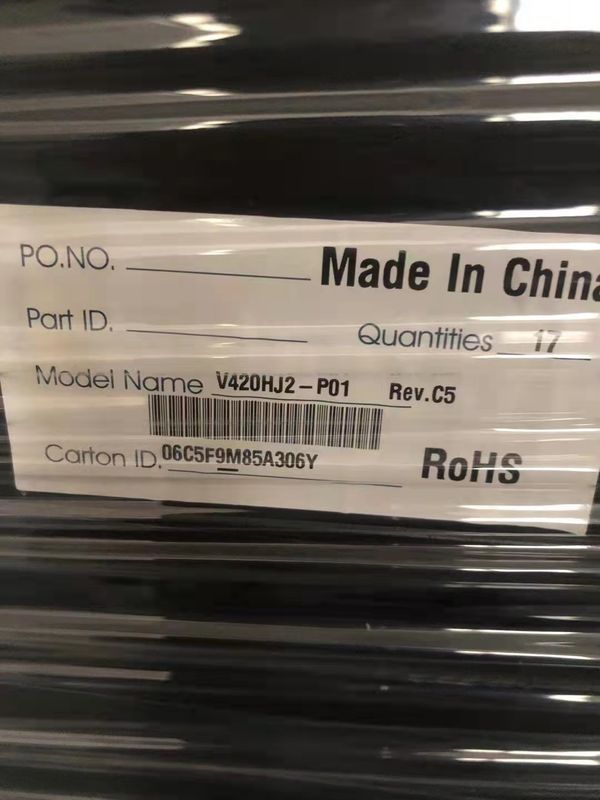 PO.NO.
Made In China
Part ID.
Quantities 17
Model Name V420HJ2-P01 Rev.C5
Carton ID. 06C5F9M85A306Y
RoHS